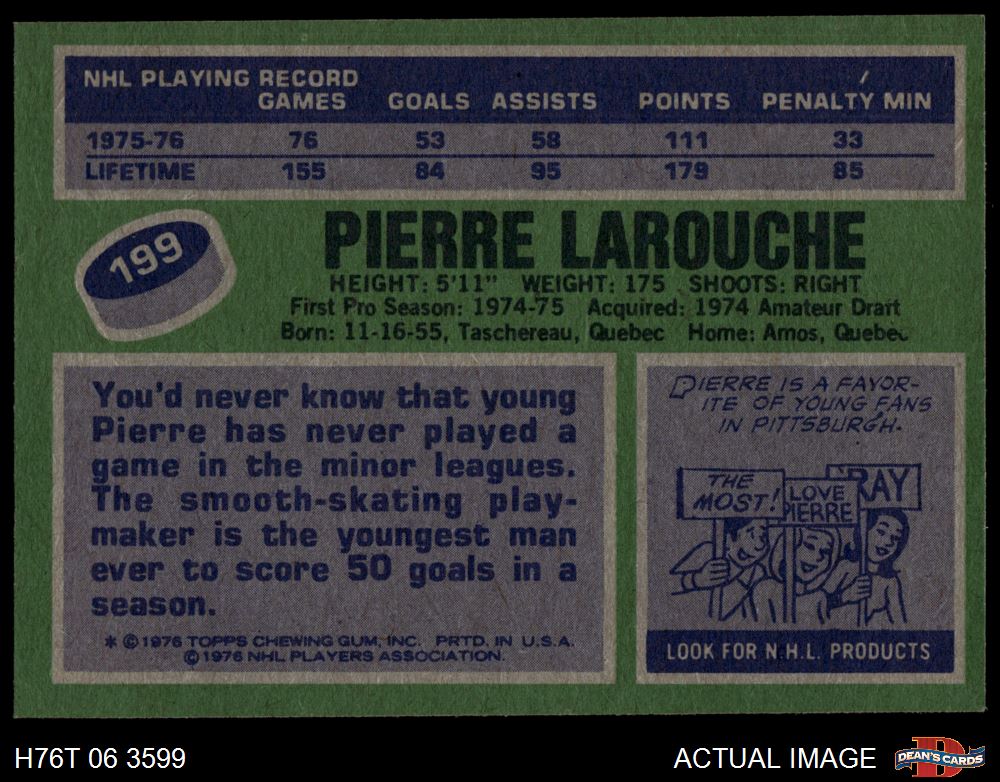 NHL PLAYING RECORD
GAMES GOALS ASSISTS POINTS PENALTY MIN
1975-76 76 53 58 111 33
LIFETIME 155 84 95 179 85
199
PIERRE LAROUCHE
HEIGHT: 5'11" WEIGHT: 175 SHOOTS: RIGHT
First Pro Season: 1974-75 Acquired: 1974 Amateur Draft
Born: 11-16-55, Taschereau, Quebec Home: Amos, Quebec
You'd never know that young
Pierre has never played a
game in the minor leagues.
The smooth-skating play-
maker is the youngest man
ever to score 50 goals in a
season.
* ©1976 TOPPS CHEWING GUM, INC. PRTD. IN U.S.A.
©1976 NHL PLAYERS ASSOCIATION.
PIERRE IS A FAVOR-
ITE OF YOUNG FANS
IN PITTSBURGH.
THE
MOST!
LOVE
PIERRE
RAY
LOOK FOR N.H.L. PRODUCTS
H76T 06 3599
ACTUAL IMAGE
D
DEAN'S CARDS